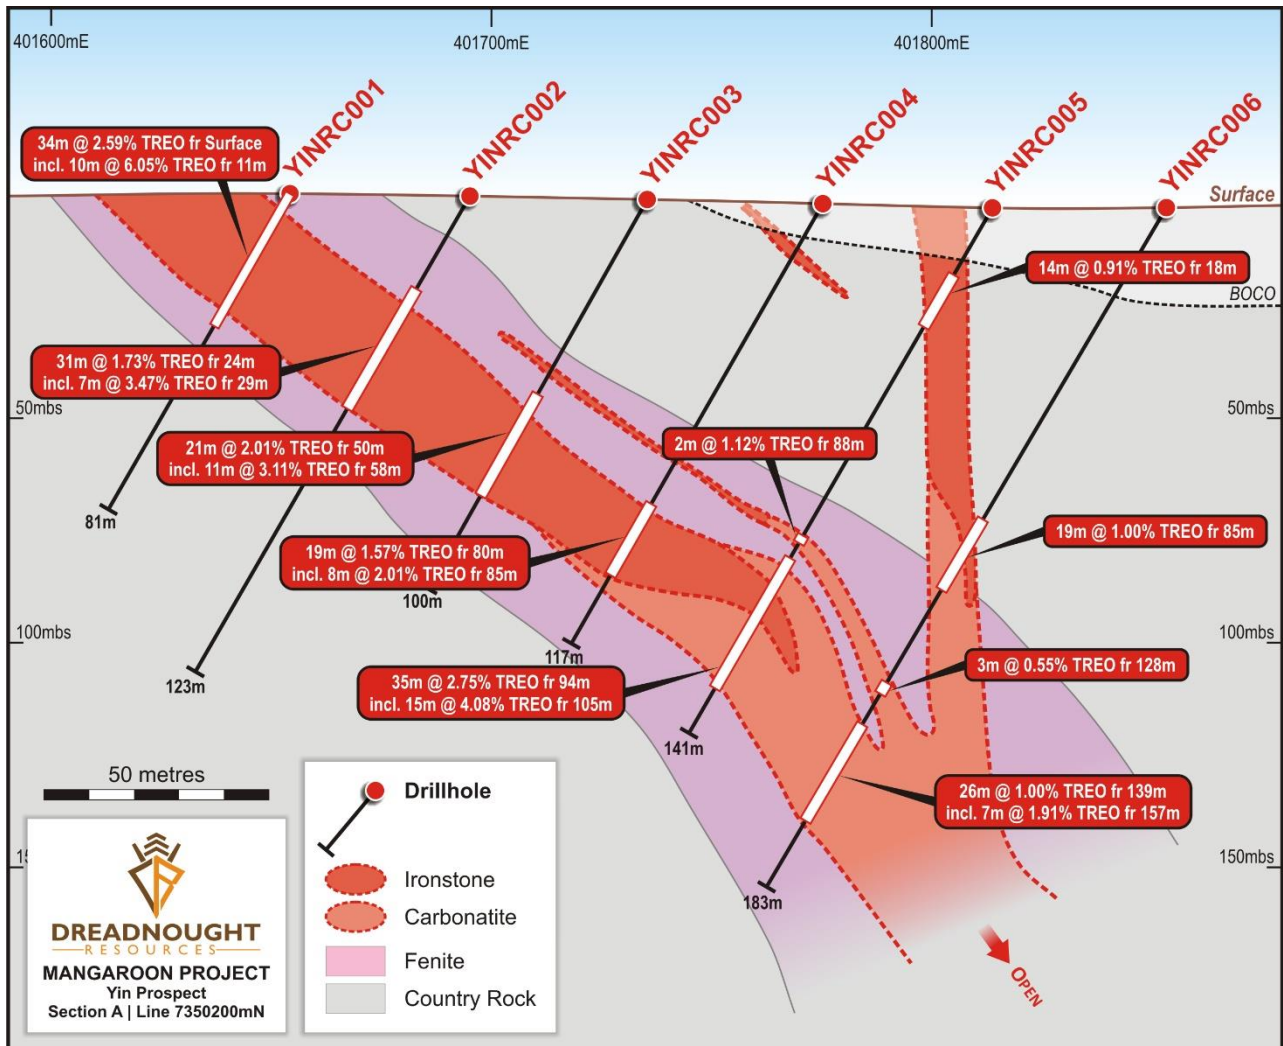 401600mE
401700mE
401800mE
YINRC001
YINRC002
YINRC003
YINRC004
YINRC005
YINRC006
34m @ 2.59% TREO fr Surface
incl. 10m @ 6.05% TREO fr 11m
Surface
14m @ 0.91% TREO fr 18m
BOCO
31m @ 1.73% TREO fr 24m
incl. 7m @ 3.47% TREO fr 29m
50mbs
50mbs
21m @ 2.01% TREO fr 50m
incl. 11m @ 3.11% TREO fr 58m
2m @ 1.12% TREO fr 88m
81m
19m @ 1.57% TREO fr 80m
incl. 8m @ 2.01% TREO fr 85m
19m @ 1.00% TREO fr 85m
100m
100mbs
100mbs
117m
123m
35m @ 2.75% TREO fr 94m
incl. 15m @ 4.08% TREO fr 105m
3m @ 0.55% TREO fr 128m
141m
50 metres
26m @ 1.00% TREO fr 139m
incl. 7m @ 1.91% TREO fr 157m
150mbs
183m
OPEN
Drillhole
Ironstone
Carbonatite
Fenite
Country Rock
DREADNOUGHT
RESOURCES
MANGAROON PROJECT
Yin Prospect
Section A | Line 7350200mN